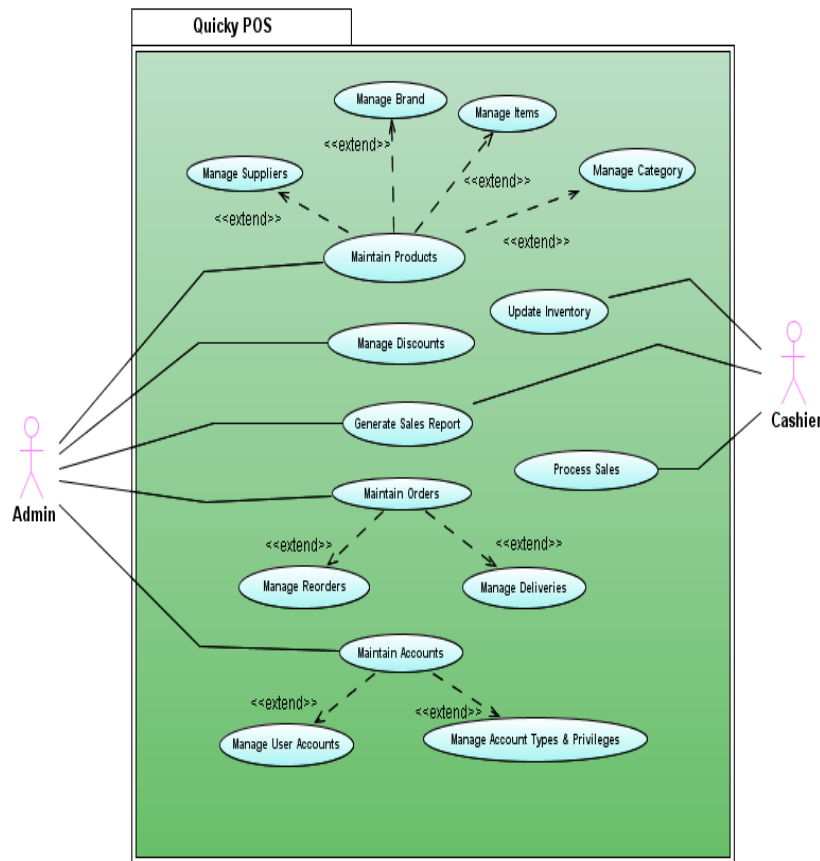 Quicky POS
Manage Brand
Manage Items
<<extend>>
Manage Suppliers
Manage Category
<<extend>>
<<extend>>
<<extend>>
Maintain Products
Update Inventory
Manage Discounts
Generate Sales Report
Cashier
Process Sales
Maintain Orders
Admin
<<extend>>
<<extend>>
Manage Reorders
Manage Deliveries
Maintain Accounts
<<extend>>
<<extend>>
Manage User Accounts
Manage Account Types & Privileges